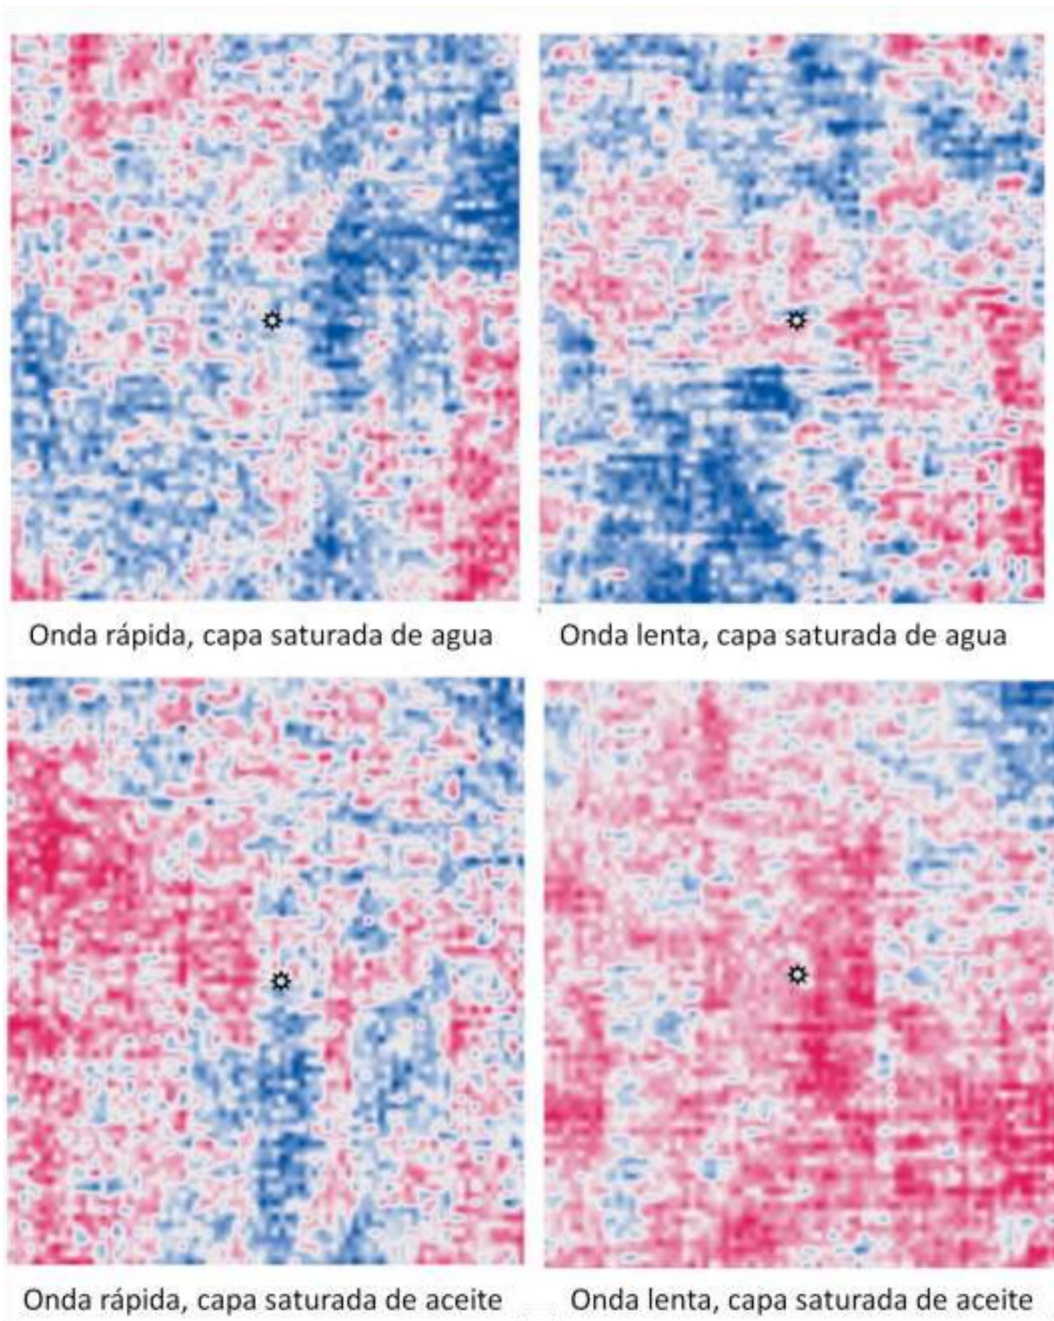 Onda rápida, capa saturada de agua
Onda lenta, capa saturada de agua
Onda rápida, capa saturada de aceite
Onda lenta, capa saturada de aceite